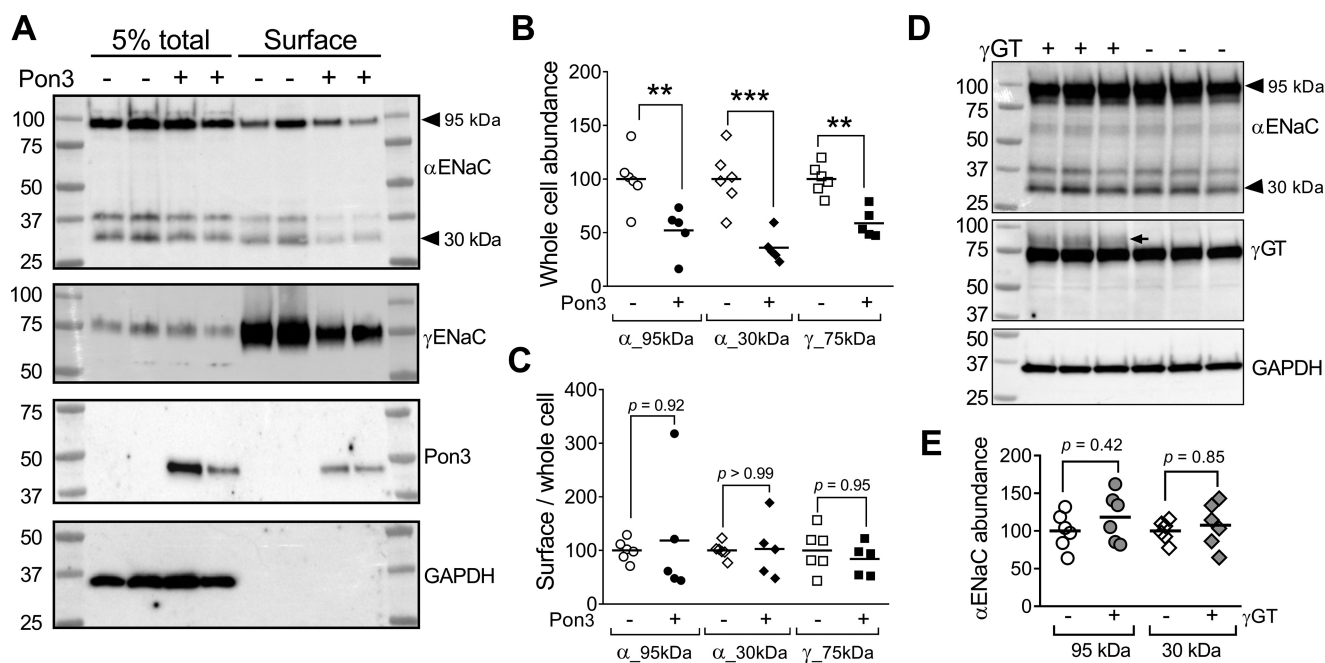 A
5% total Surface
Pon3 - - + + - - + +
100
75
50
37
25
95 kDa
αENaC
30 kDa
100
75
50
γENaC
75
50
37
Pon3
50
37
25
GAPDH
B
Whole cell abundance
200
150
100
50
0
** *** **
Pon3 - + - + - +
α_95kDa α_30kDa γ_75kDa
C
Surface / whole cell
400
300
200
100
0
p = 0.92
p > 0.99
p = 0.95
Pon3 - + - + - +
α_95kDa α_30kDa γ_75kDa
D
γGT + + + - - -
100
75
50
37
25
95 kDa
αENaC
30 kDa
100
75
50
37
γGT
50
37
25
GAPDH
E
αENaC abundance
200
150
100
50
0
p = 0.42
p = 0.85
- + - + γGT
95 kDa 30 kDa